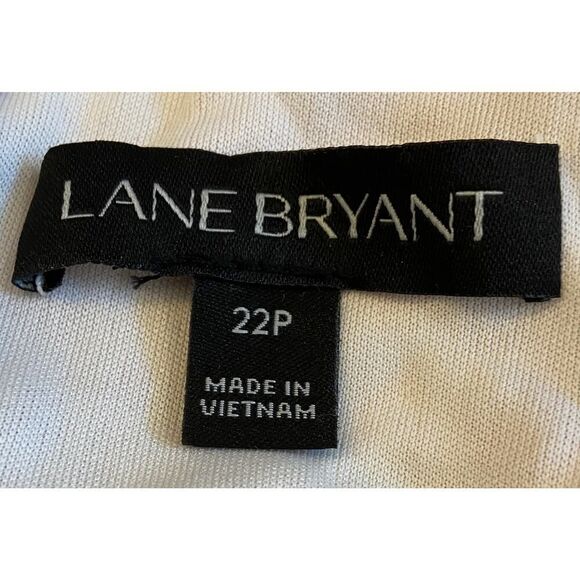 LANE BRYANT
22P
MADE IN
VIETNAM